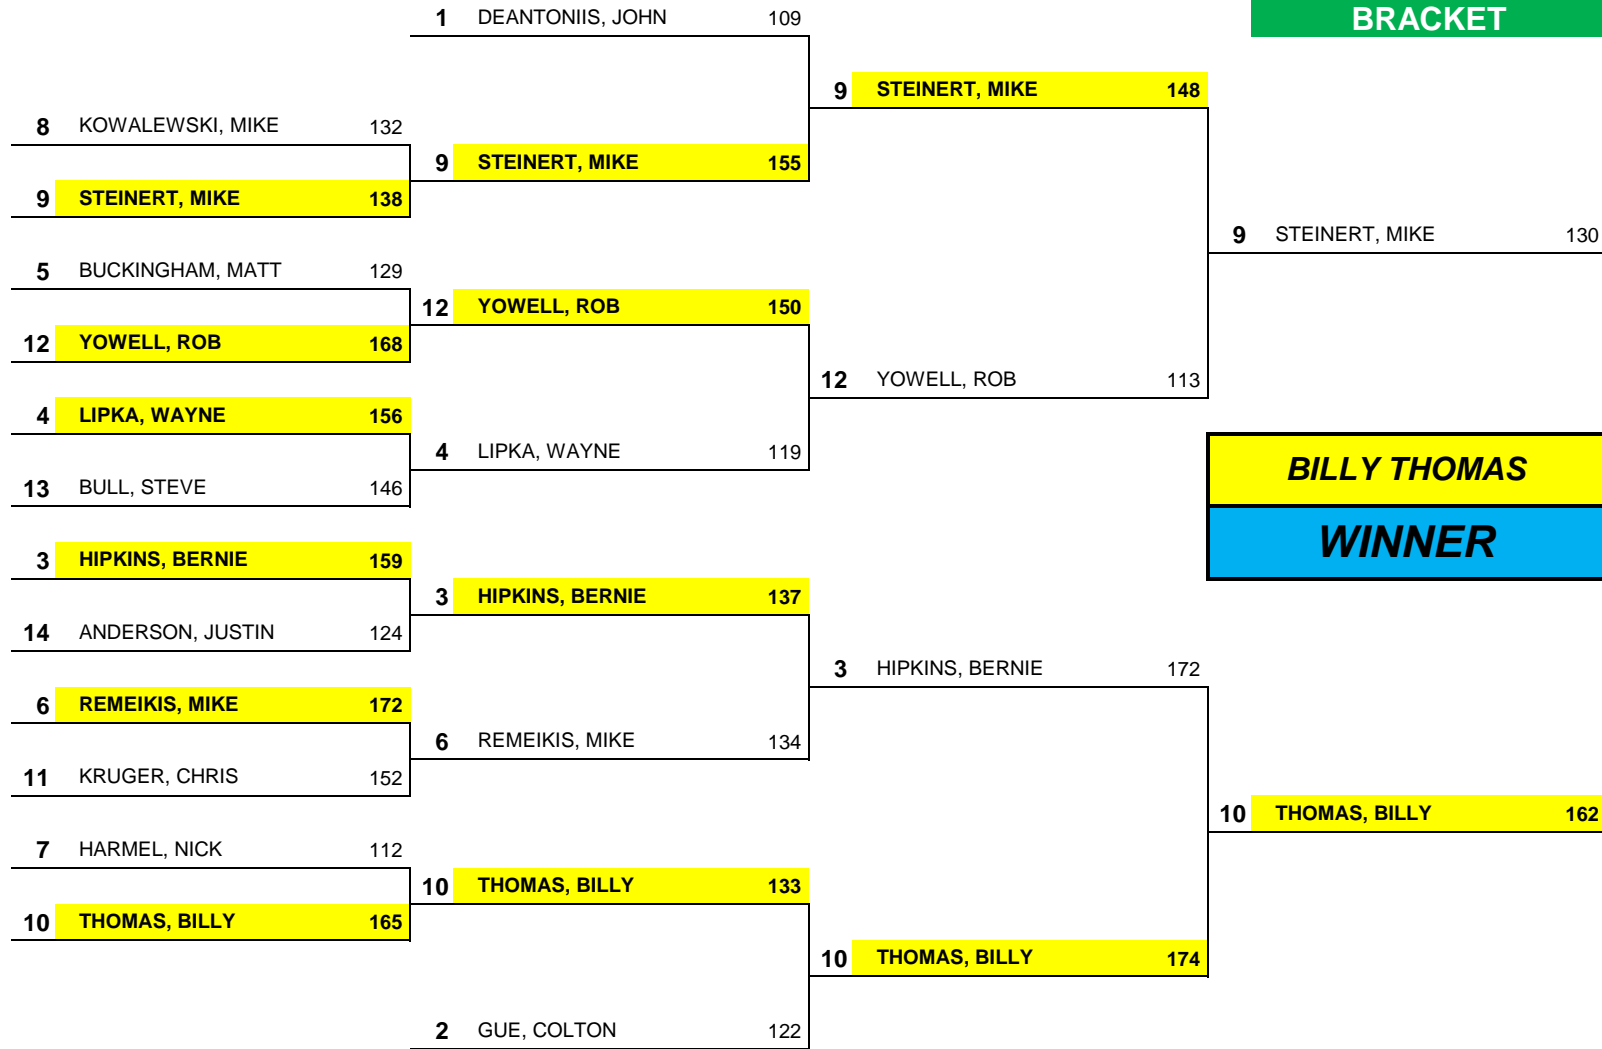 1 DEANTONIIS, JOHN 109
BRACKET
9 STEINERT, MIKE 148
8 KOWALEWSKI, MIKE 132
9 STEINERT, MIKE 155
9 STEINERT, MIKE 138
9 STEINERT, MIKE 130
5 BUCKINGHAM, MATT 129
12 YOWELL, ROB 150
12 YOWELL, ROB 168
12 YOWELL, ROB 113
4 LIPKA, WAYNE 156
4 LIPKA, WAYNE 119
BILLY THOMAS
13 BULL, STEVE 146
WINNER
3 HIPKINS, BERNIE 159
3 HIPKINS, BERNIE 137
14 ANDERSON, JUSTIN 124
3 HIPKINS, BERNIE 172
6 REMEIKIS, MIKE 172
6 REMEIKIS, MIKE 134
11 KRUGER, CHRIS 152
10 THOMAS, BILLY 162
7 HARMEL, NICK 112
10 THOMAS, BILLY 133
10 THOMAS, BILLY 165
10 THOMAS, BILLY 174
2 GUE, COLTON 122